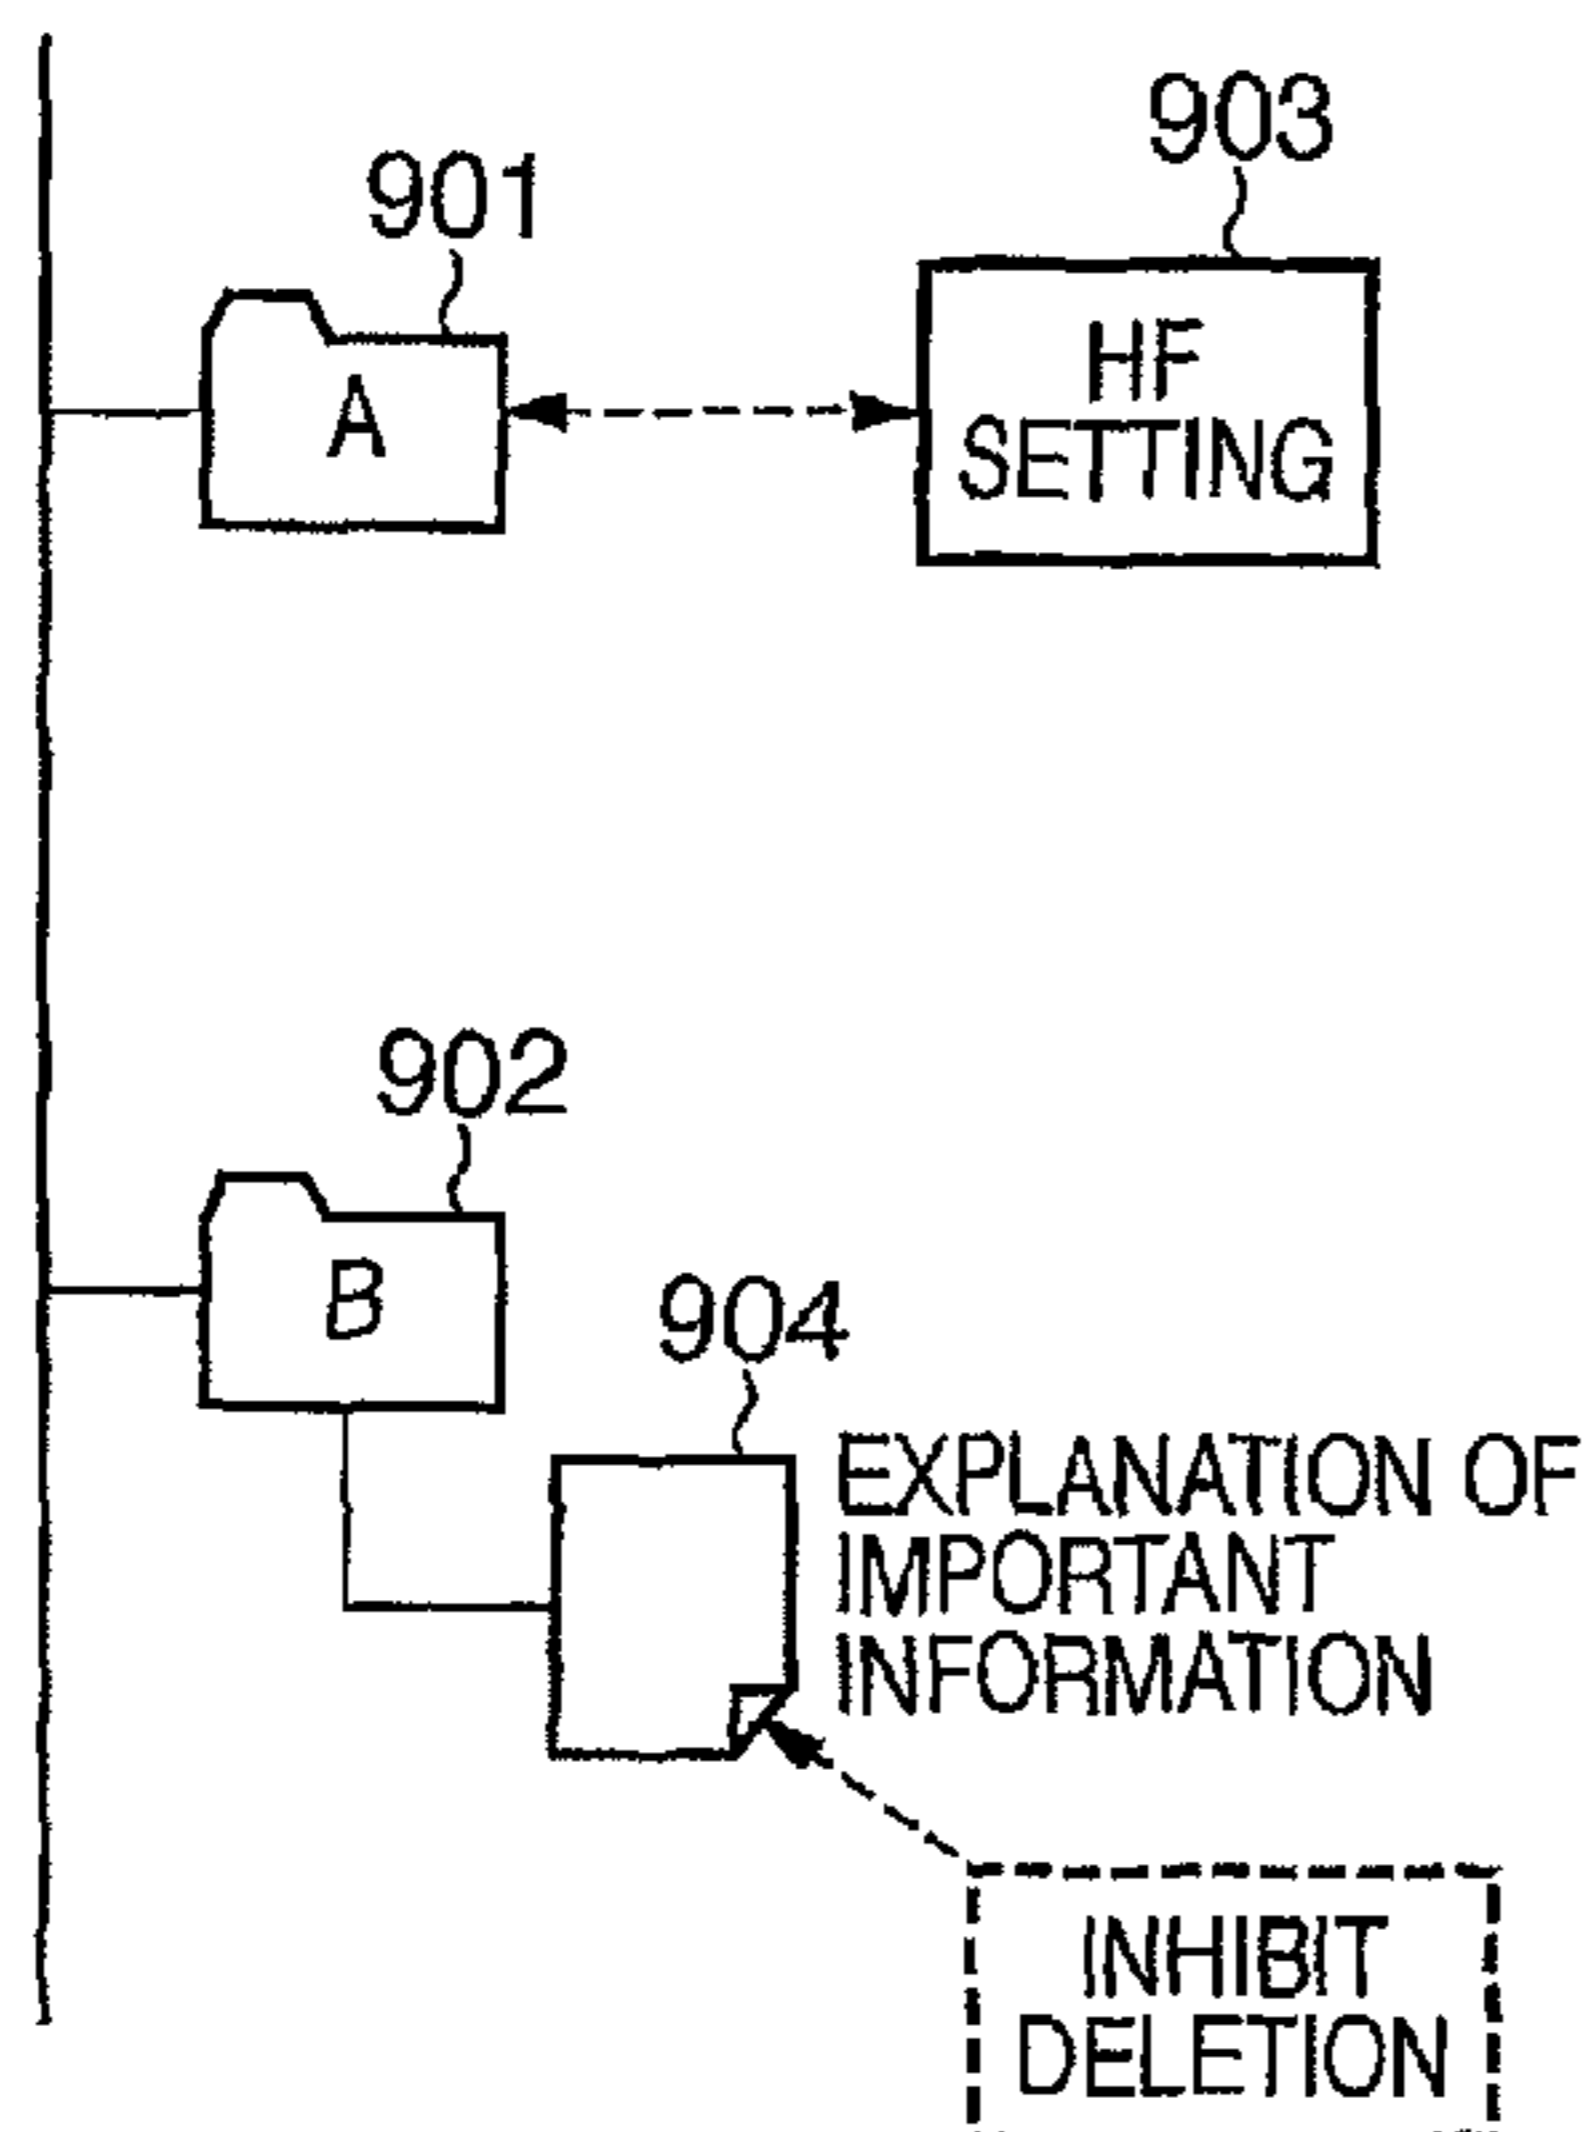 903
901
HF
SETTING
A
902
B
904
EXPLANATION OF
IMPORTANT
INFORMATION
INHIBIT
DELETION